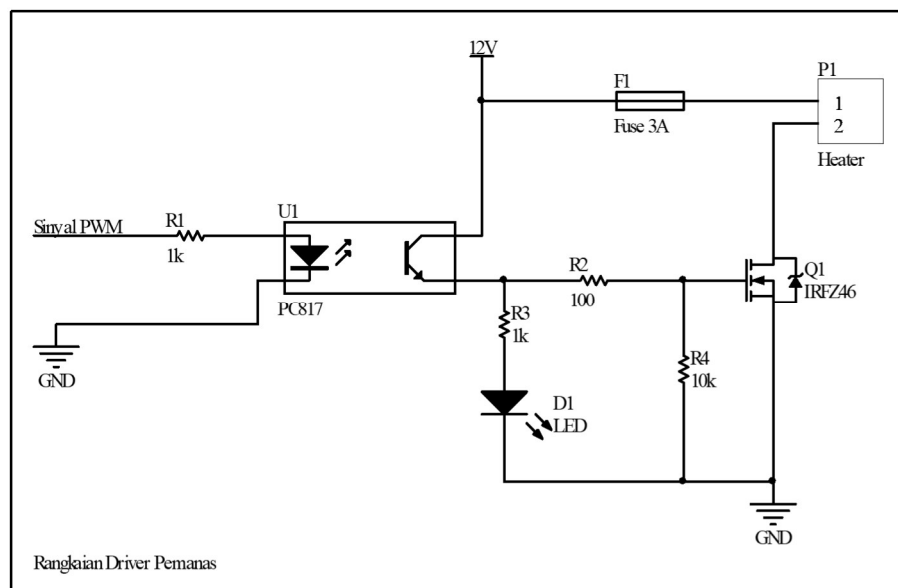 12V
P1
F1
1
2
Fuse 3A
Heater
Sinyal PWM
R1
1k
U1
PC817
R2
100
Q1
IRFZ46
R3
1k
R4
10k
D1
LED
GND
GND
Rangkaian Driver Pemanas